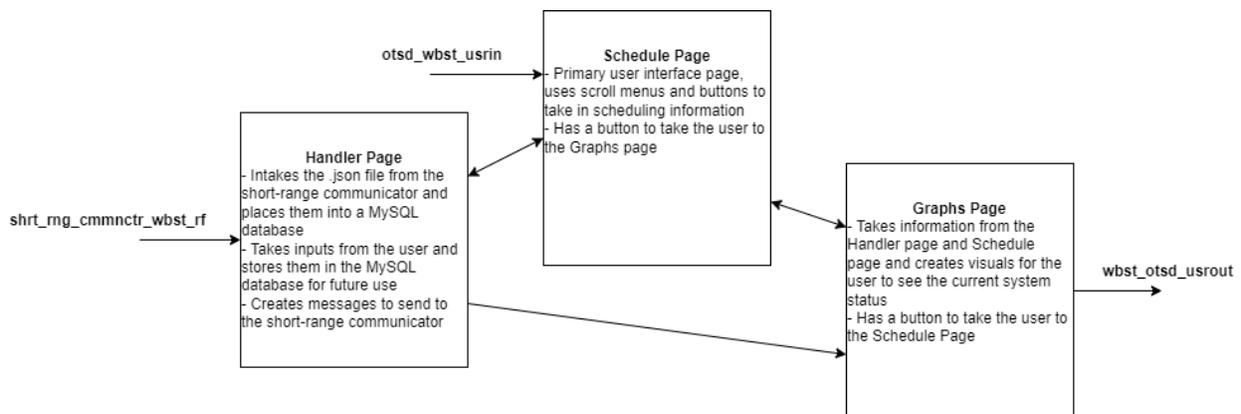 otsd_wbst_usrin
Schedule Page
- Primary user interface page,
uses scroll menus and buttons to
take in scheduling information
- Has a button to take the user to
the Graphs page
shrt_rng_cmmnctr_wbst_rf
Handler Page
- Intakes the .json file from the
short-range communicator and
places them into a MySQL
database
- Takes inputs from the user and
stores them in the MySQL
database for future use
- Creates messages to send to
the short-range communicator
Graphs Page
- Takes information from the
Handler page and Schedule
page and creates visuals for the
user to see the current system
status
- Has a button to take the user to
the Schedule Page
wbst_otsd_usrout